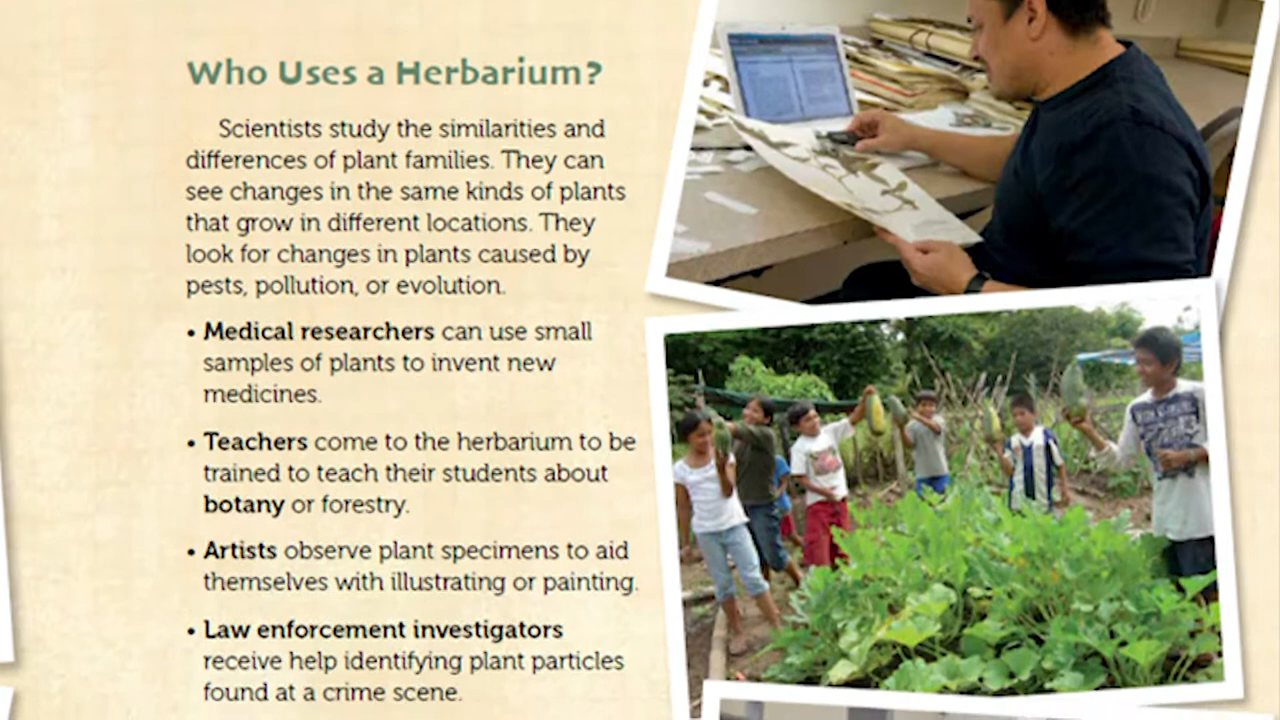 Who Uses a Herbarium?
Scientists study the similarities and
differences of plant families. They can
see changes in the same kinds of plants
that grow in different locations. They
look for changes in plants caused by
pests, pollution, or evolution.
• Medical researchers can use small
samples of plants to invent new
medicines.
• Teachers come to the herbarium to be
trained to teach their students about
botany or forestry.
• Artists observe plant specimens to aid
themselves with illustrating or painting.
• Law enforcement investigators
receive help identifying plant particles
found at a crime scene.